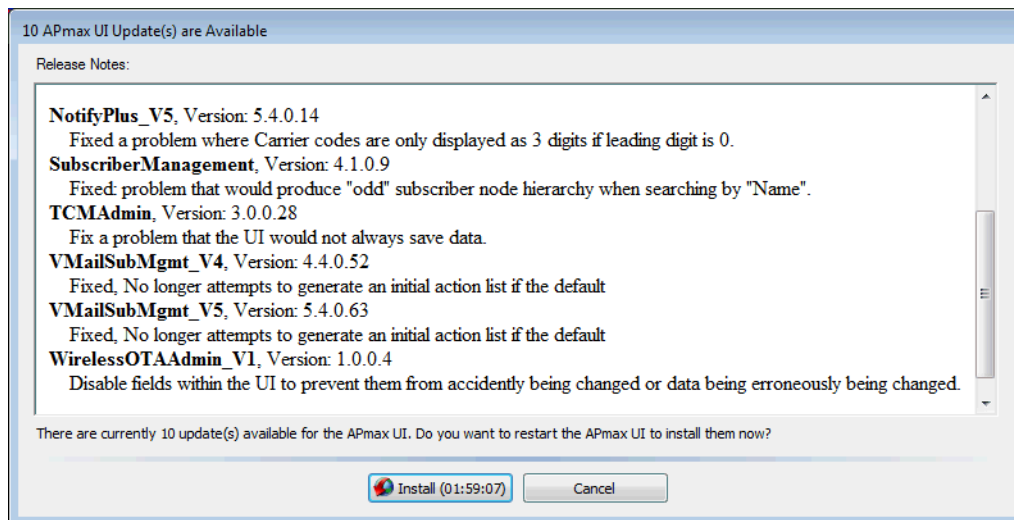 10 APmax UI Update(s) are Available
Release Notes:
NotifyPlus_V5, Version: 5.4.0.14
Fixed a problem where Carrier codes are only displayed as 3 digits if leading digit is 0.
SubscriberManagement, Version: 4.1.0.9
Fixed: problem that would produce "odd" subscriber node hierarchy when searching by "Name".
TCMAdmin, Version: 3.0.0.28
Fix a problem that the UI would not always save data.
VMailSubMgmt_V4, Version: 4.4.0.52
Fixed, No longer attempts to generate an initial action list if the default
VMailSubMgmt_V5, Version: 5.4.0.63
Fixed, No longer attempts to generate an initial action list if the default
WirelessOTAAdmin_V1, Version: 1.0.0.4
Disable fields within the UI to prevent them from accidently being changed or data being erroneously being changed.
There are currently 10 update(s) available for the APmax UI. Do you want to restart the APmax UI to install them now?
Install (01:59:07)
Cancel